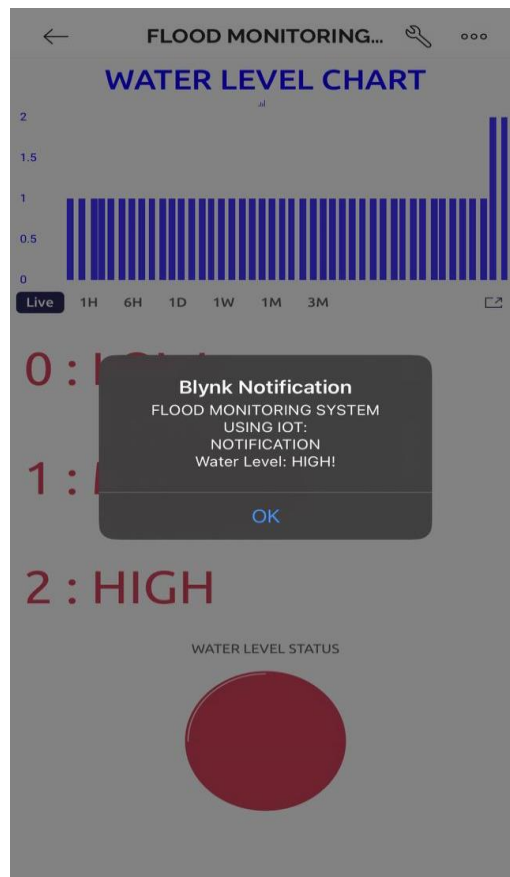 FLOOD MONITORING...
WATER LEVEL CHART
2
1.5
1
0.5
0
Live 1H 6H 1D 1W 1M 3M
0 :
Blynk Notification
FLOOD MONITORING SYSTEM
USING IOT:
NOTIFICATION
Water Level: HIGH!
1 :
OK
2 : HIGH
WATER LEVEL STATUS